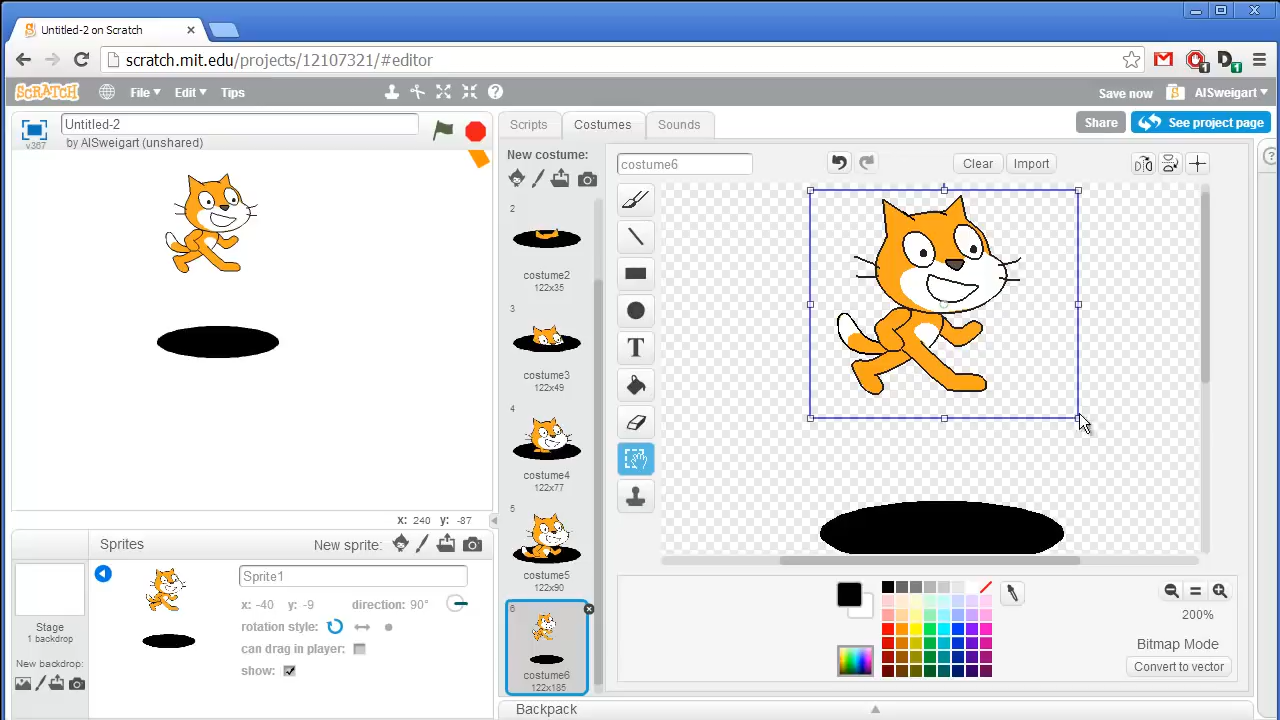 Untitled-2 on Scratch
scratch.mit.edu/projects/12107321/#editor
1
1
SCRATCH File Edit Tips
Save now AlSweigart
Untitled-2
by AlSweigart (unshared)
v387
Scripts Costumes Sounds
Share See project page
New costume:
costume6
Clear Import
2
costume2
122x35
3
costume3
122x49
4
costume4
122x77
5
costume5
122x90
6
costume6
122x185
T
x: 240 y: -87
Sprites New sprite:
Sprite1
x: -40 y: -9 direction: 90°
rotation style:
can drag in player:
show:
Stage
1 backdrop
New backdrop:
200%
Bitmap Mode
Convert to vector
Backpack